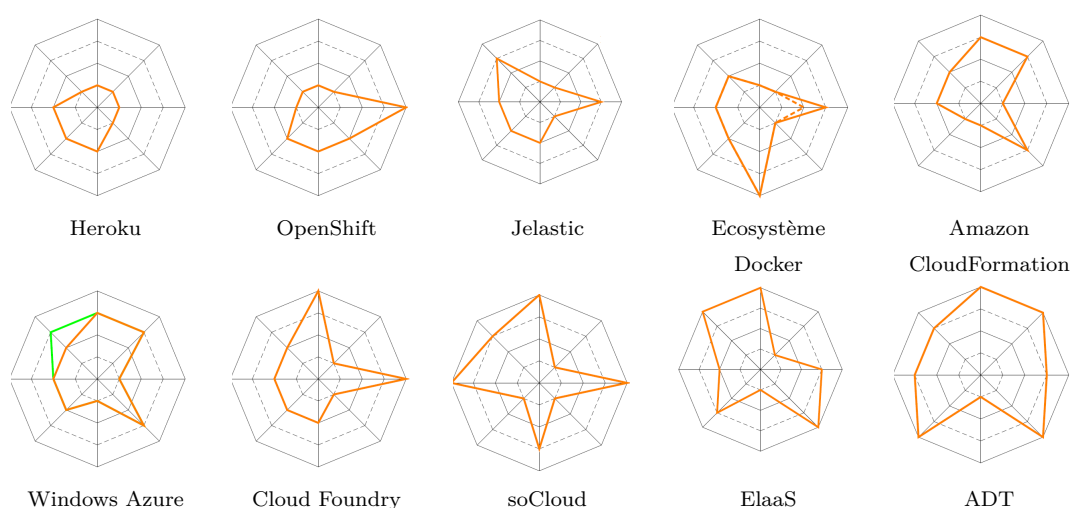 Heroku
OpenShift
Jelastic
Ecosystème
Docker
Amazon
CloudFormation
Windows Azure
Cloud Foundry
soCloud
ElaaS
ADT